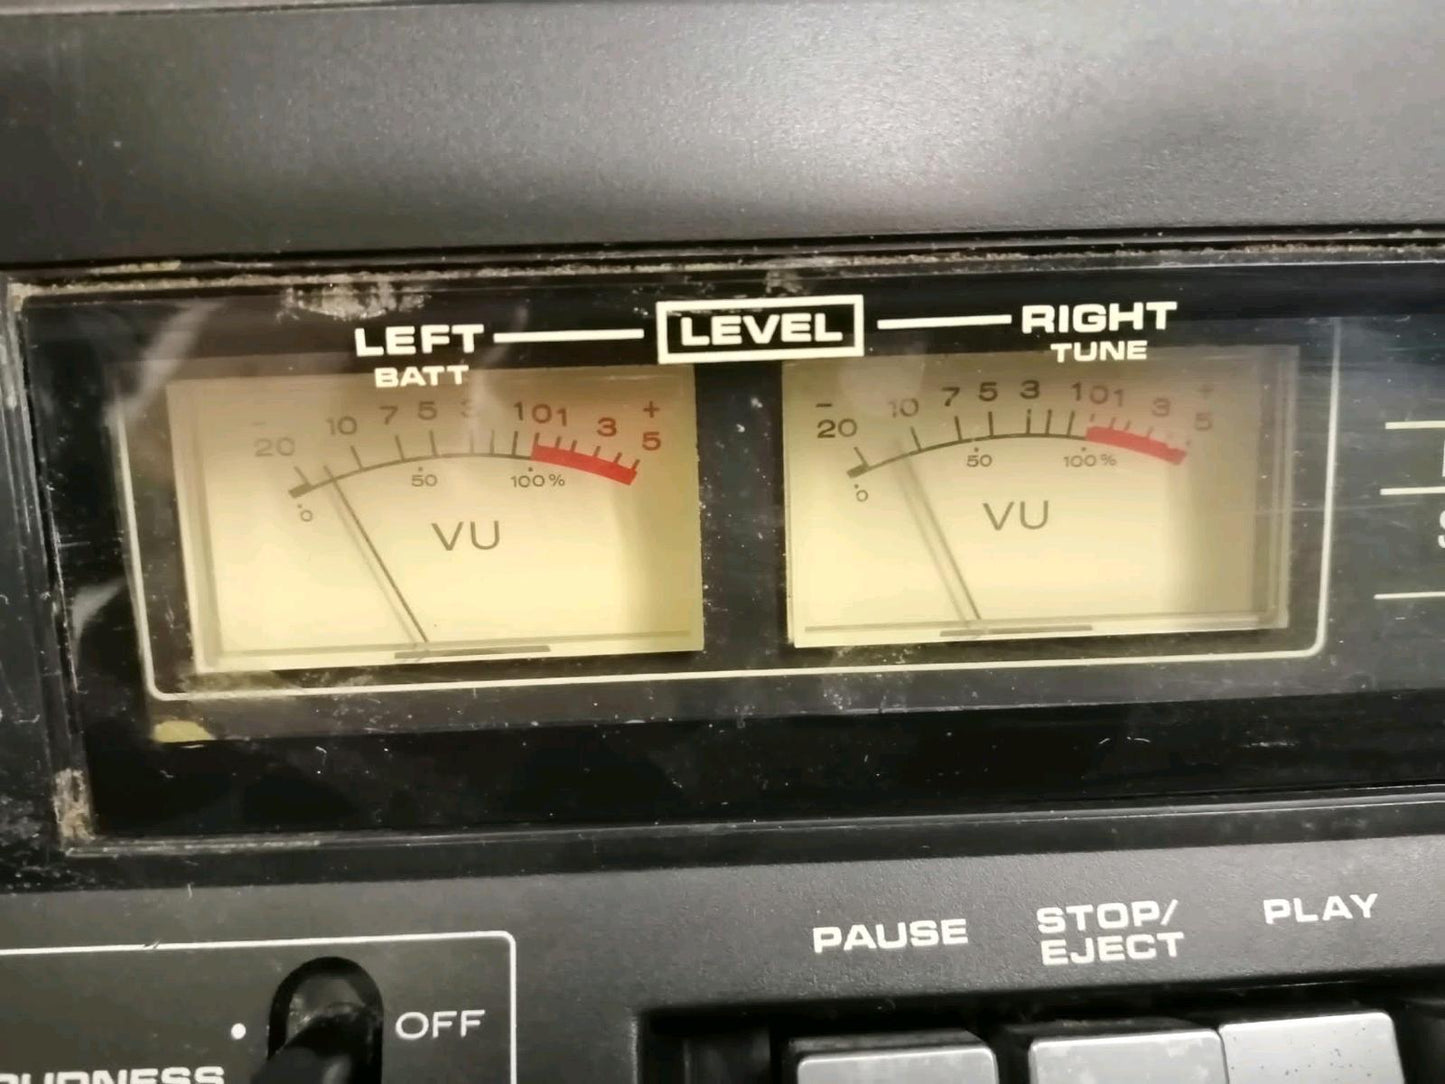 LEFT LEVEL RIGHT
BATT TUNE
- 20 10 7 5 3 1 0 1 3 5 +
0 50 100%
VU
- 20 10 7 5 3 1 0 1 3 5 +
0 50 100%
VU
PAUSE STOP/ EJECT PLAY
OFF